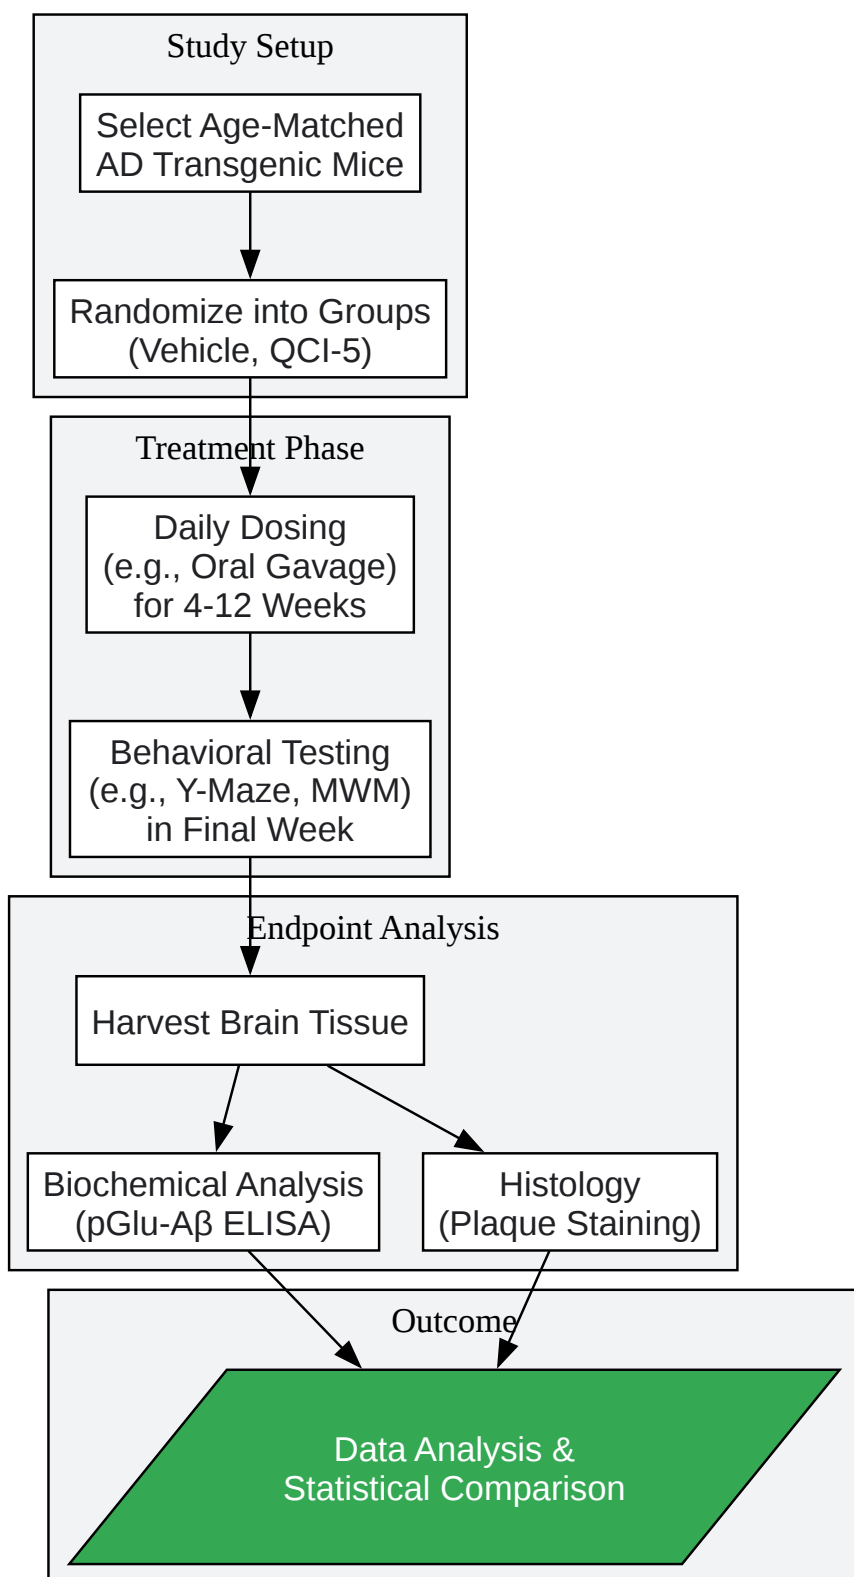 Study Setup
Select Age-Matched
AD Transgenic Mice
Randomize into Groups
(Vehicle, QCI-5)
Treatment Phase
Daily Dosing
(e.g., Oral Gavage)
for 4-12 Weeks
Behavioral Testing
(e.g., Y-Maze, MWM)
in Final Week
Endpoint Analysis
Harvest Brain Tissue
Biochemical Analysis
(pGlu-Aβ ELISA)
Histology
(Plaque Staining)
Outcome
Data Analysis &
Statistical Comparison